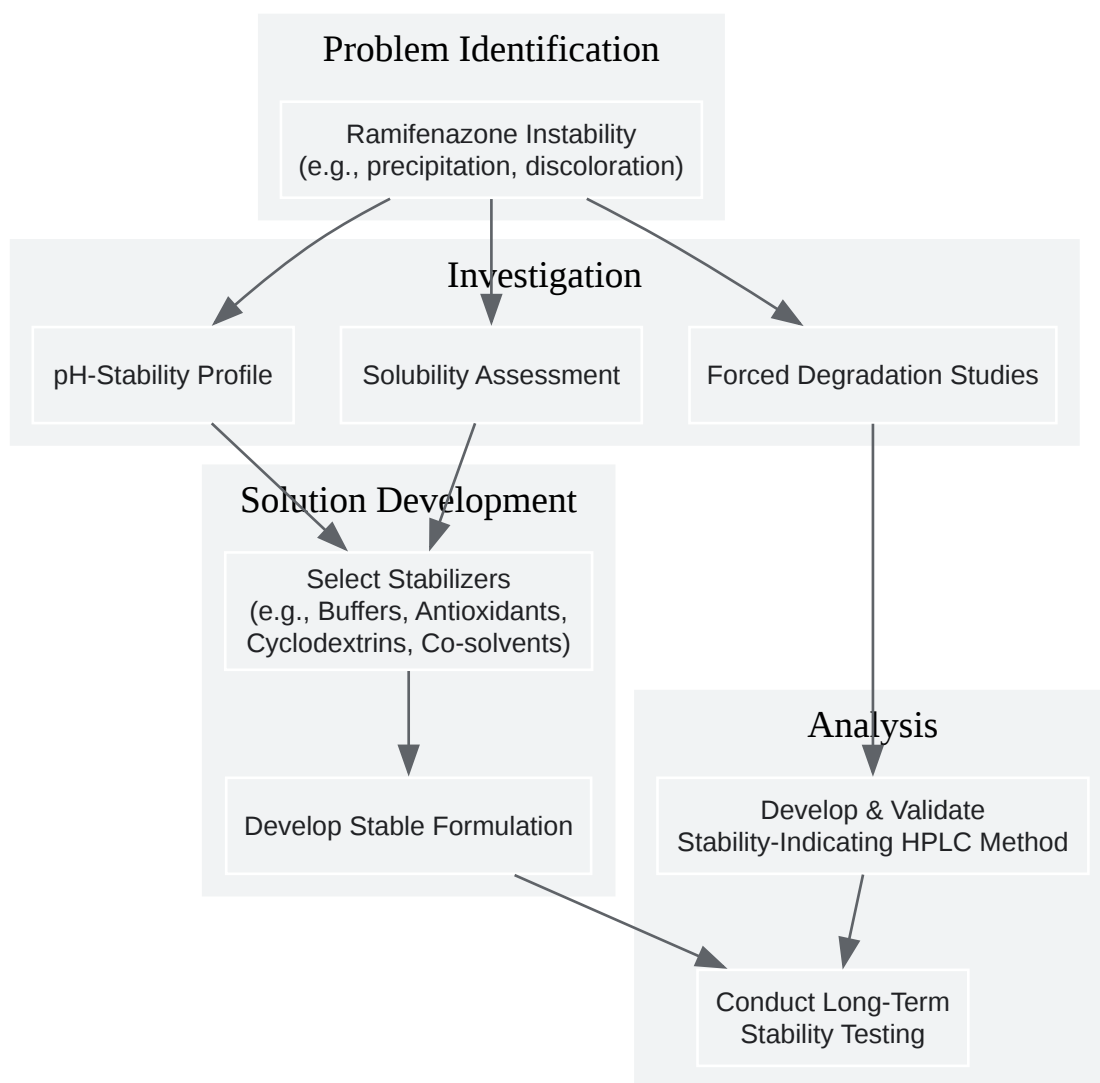 Problem Identification
Ramifenazone Instability
(e.g., precipitation, discoloration)
Investigation
pH-Stability Profile
Solubility Assessment
Forced Degradation Studies
Solution Development
Select Stabilizers
(e.g., Buffers, Antioxidants,
Cyclodextrins, Co-solvents)
Develop Stable Formulation
Analysis
Develop & Validate
Stability-Indicating HPLC Method
Conduct Long-Term
Stability Testing